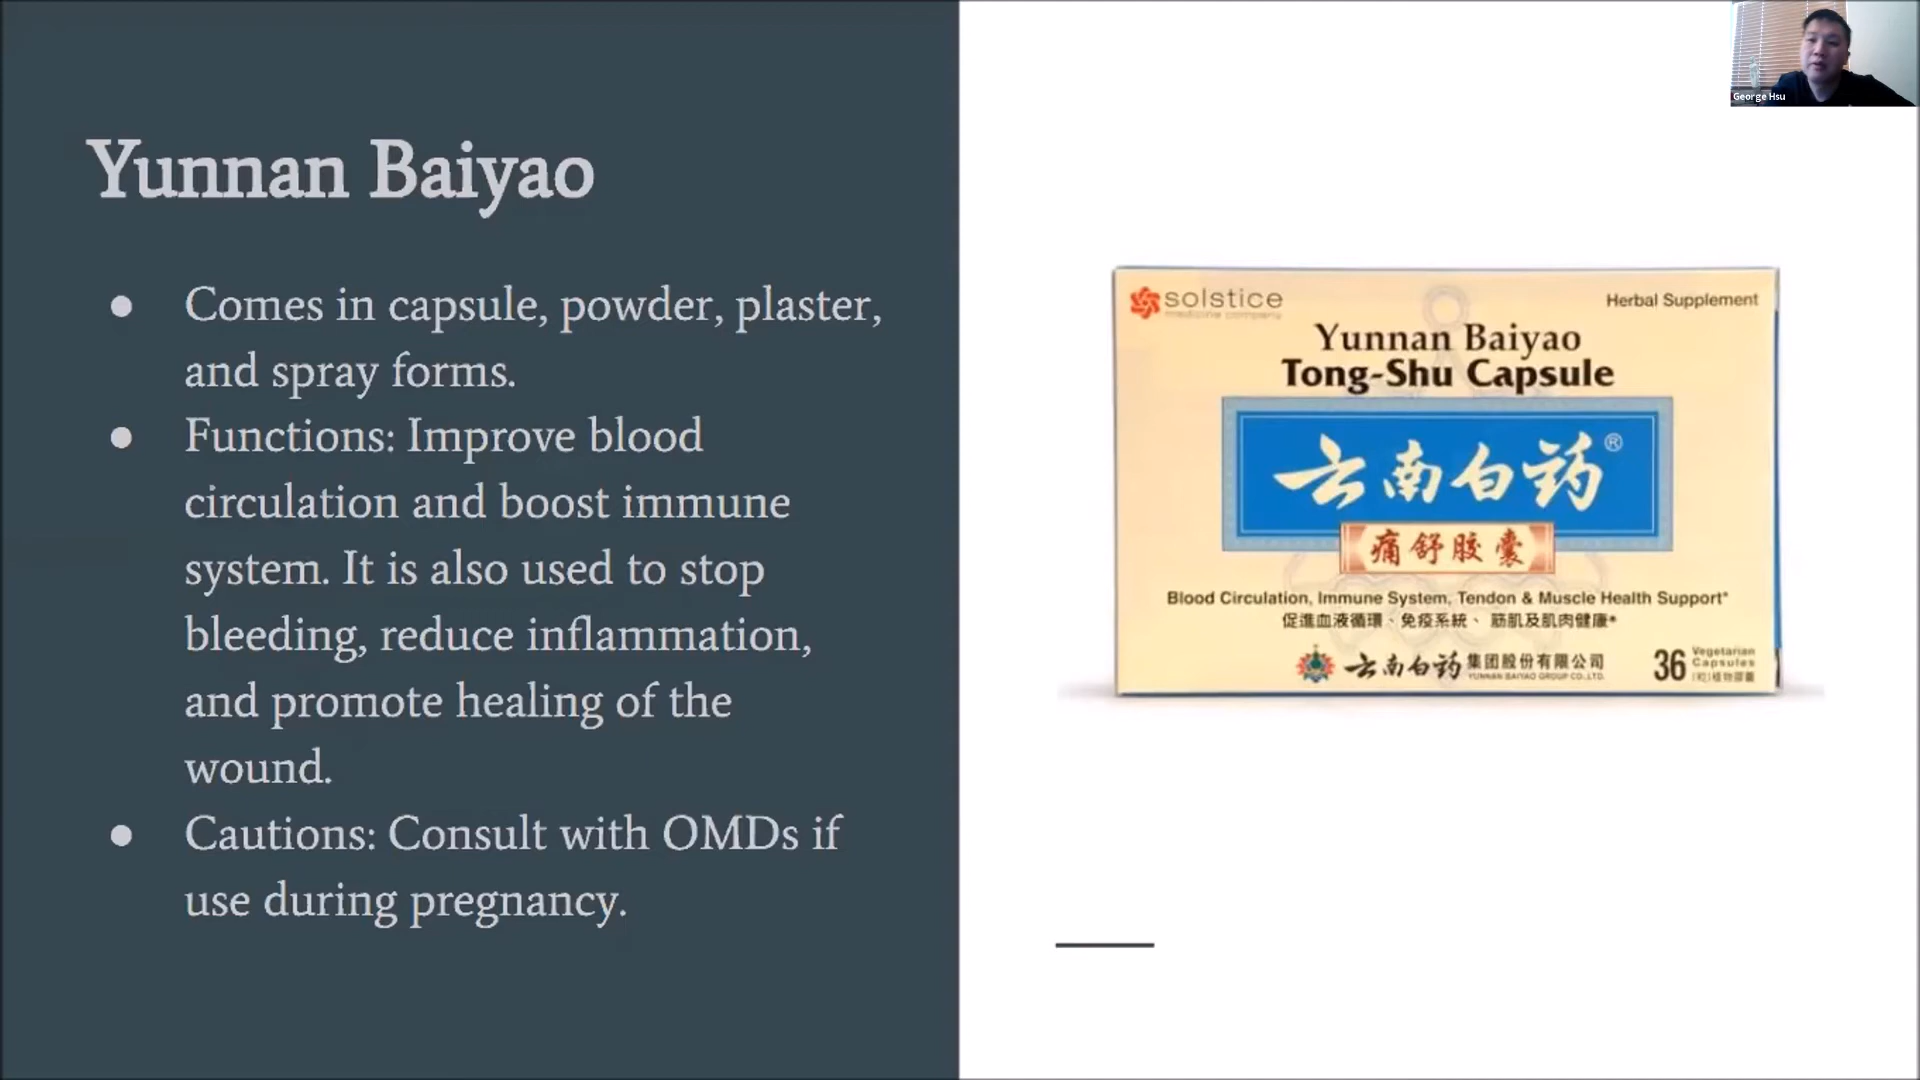 Yunnan Baiyao
● Comes in capsule, powder, plaster,
and spray forms.
● Functions: Improve blood
circulation and boost immune
system. It is also used to stop
bleeding, reduce inflammation,
and promote healing of the
wound.
● Cautions: Consult with OMDs if
use during pregnancy.
George Hsu
solstice
medicine company
Herbal Supplement
Yunnan Baiyao
Tong-Shu Capsule
云南白药®
痛舒胶囊
Blood Circulation, Immune System, Tendon & Muscle Health Support*
促進血液循環、免疫系統、筋肌及肌肉健康*
云南白药 集团股份有限公司
YUNNAN BAIYAO GROUP CO.,LTD.
36 Vegetarian
Capsules
(粒)植物膠囊